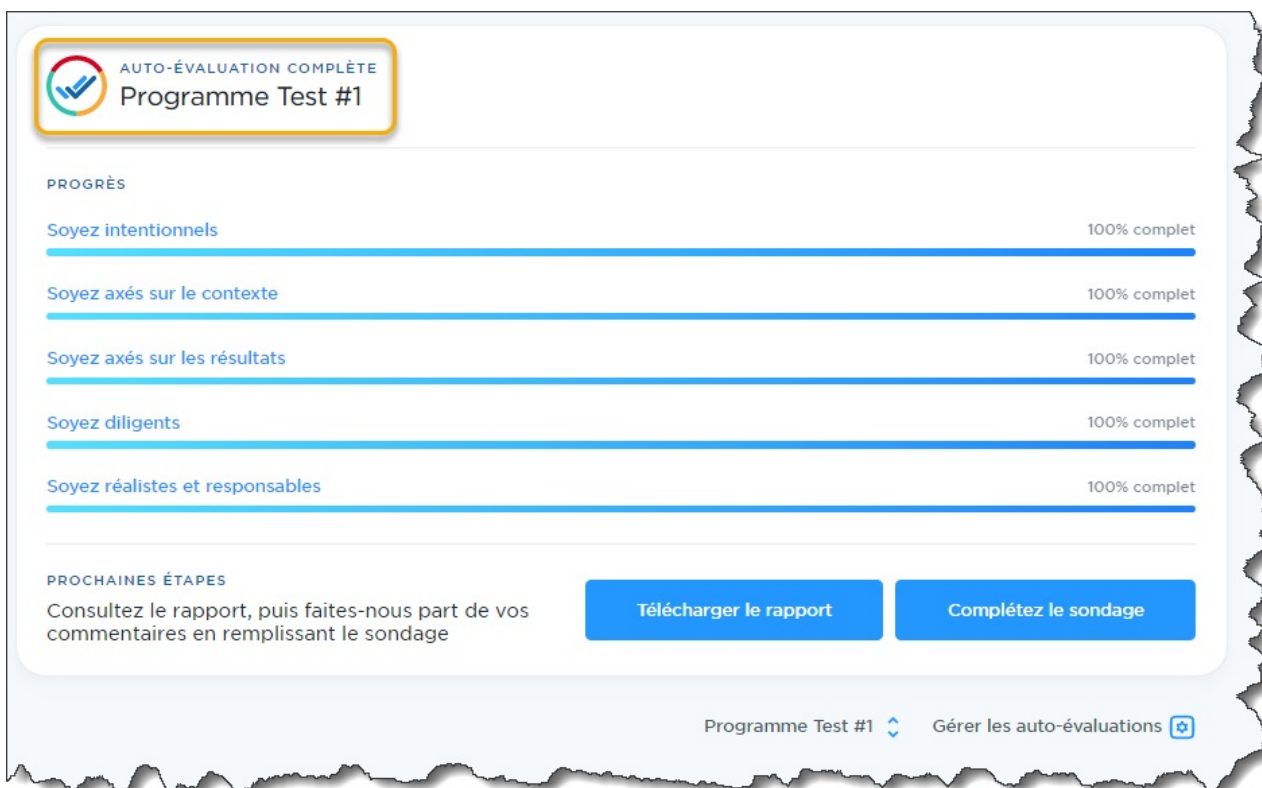 AUTO-ÉVALUATION COMPLÈTE
Programme Test #1
PROGRÈS
Soyez intentionnels 100% complet
Soyez axés sur le contexte 100% complet
Soyez axés sur les résultats 100% complet
Soyez diligents 100% complet
Soyez réalistes et responsables 100% complet
PROCHAINES ÉTAPES
Consultez le rapport, puis faites-nous part de vos
commentaires en remplissant le sondage
Télécharger le rapport
Complétez le sondage
Programme Test #1 Gérer les auto-évaluations